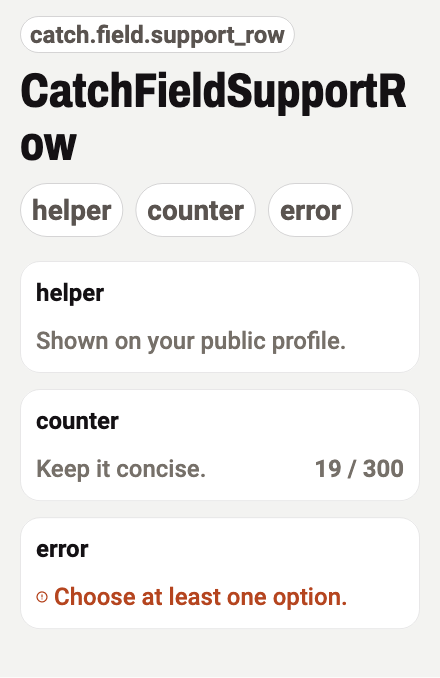 catch.field.support_row
CatchFieldSupportR
ow
helper counter error
helper
Shown on your public profile.
counter
Keep it concise. 19 / 300
error
Choose at least one option.